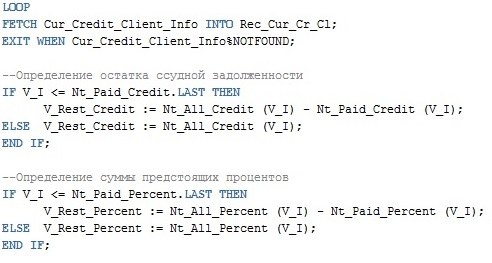 LOOP
FETCH Cur_Credit_Client_Info INTO Rec_Cur_Cr_Cl;
EXIT WHEN Cur_Credit_Client_Info%NOTFOUND;
--Определение остатка ссудной задолженности
IF V_I <= Nt_Paid_Credit.LAST THEN
V_Rest_Credit := Nt_All_Credit (V_I) - Nt_Paid_Credit (V_I);
ELSE V_Rest_Credit := Nt_All_Credit (V_I);
END IF;
--Определение суммы предстоящих процентов
IF V_I <= Nt_Paid_Percent.LAST THEN
V_Rest_Percent := Nt_All_Percent (V_I) - Nt_Paid_Percent (V_I);
ELSE V_Rest_Percent := Nt_All_Percent (V_I);
END IF;